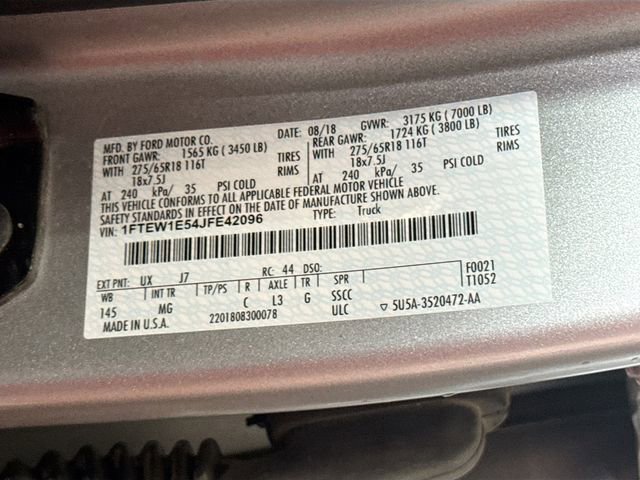 MFD. BY FORD MOTOR CO.
DATE: 08/18 GVWR: 3175 KG ( 7000 LB)
FRONT GAWR: 1565 KG ( 3450 LB) REAR GAWR: 1724 KG ( 3800 LB)
WITH 275/65R18 116T TIRES WITH 275/65R18 116T TIRES
18x7.5J RIMS 18x7.5J RIMS
AT 240 kPa/ 35 PSI COLD AT 240 kPa/ 35 PSI COLD
THIS VEHICLE CONFORMS TO ALL APPLICABLE FEDERAL MOTOR VEHICLE
SAFETY STANDARDS IN EFFECT ON THE DATE OF MANUFACTURE SHOWN ABOVE.
VIN: 1FTEW1E54JFE42096 TYPE: Truck
EXT PNT: UX J7 RC: 44 DSO: F0021
WB INT TR TP/PS R AXLE TR SPR T1052
145 MG C L3 G SSCC
MADE IN U.S.A. 2201808300078 ULC ▽ 5U5A-3520472-AA